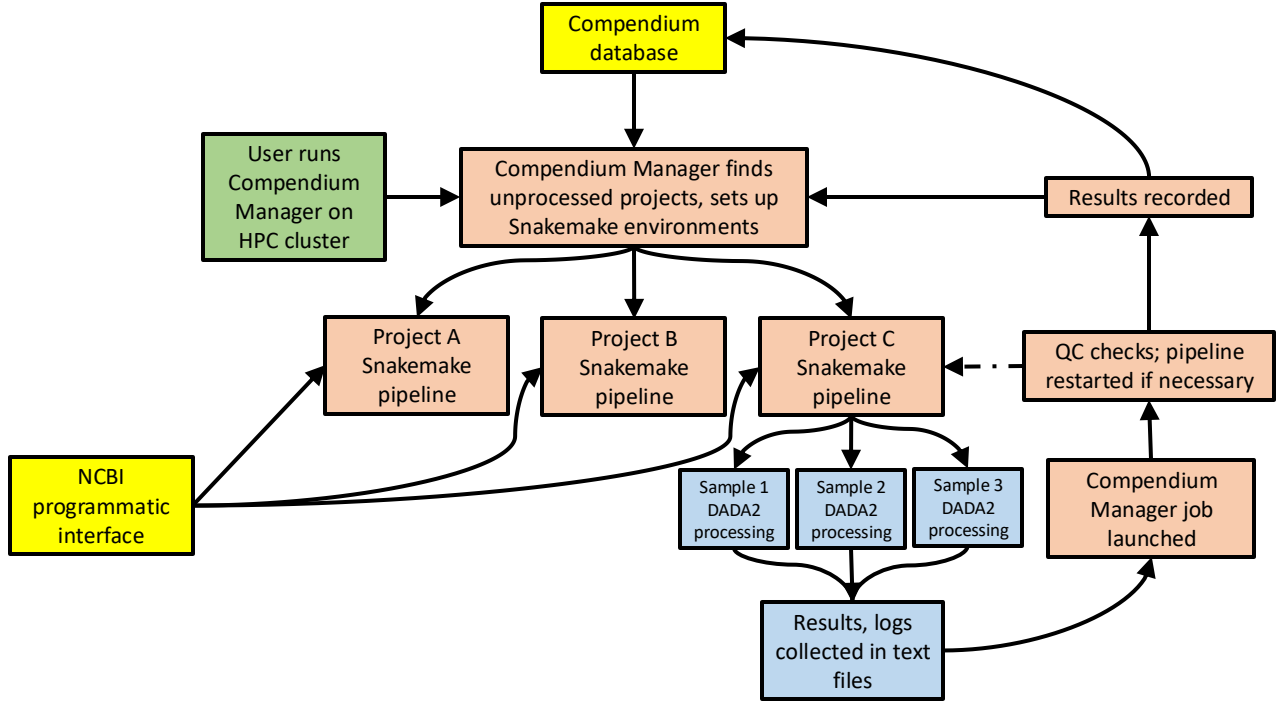 Compendium
database
User runs
Compendium
Manager on
HPC cluster
Compendium Manager finds
unprocessed projects, sets up
Snakemake environments
Results recorded
Project A
Snakemake
pipeline
Project B
Snakemake
pipeline
Project C
Snakemake
pipeline
QC checks; pipeline
restarted if necessary
NCBI
programmatic
interface
Sample 1
DADA2
processing
Sample 2
DADA2
processing
Sample 3
DADA2
processing
Compendium
Manager job
launched
Results, logs
collected in text
files